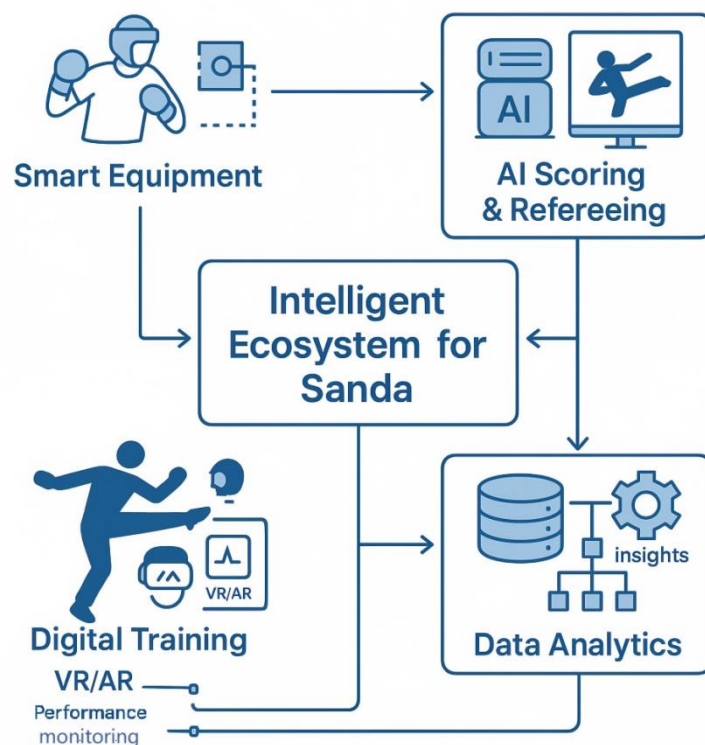 Smart Equipment
AI
AI Scoring
& Refereeing
Intelligent
Ecosystem for
Sanda
VR/AR
Digital Training
VR/AR
Performance
monitoring
insights
Data Analytics